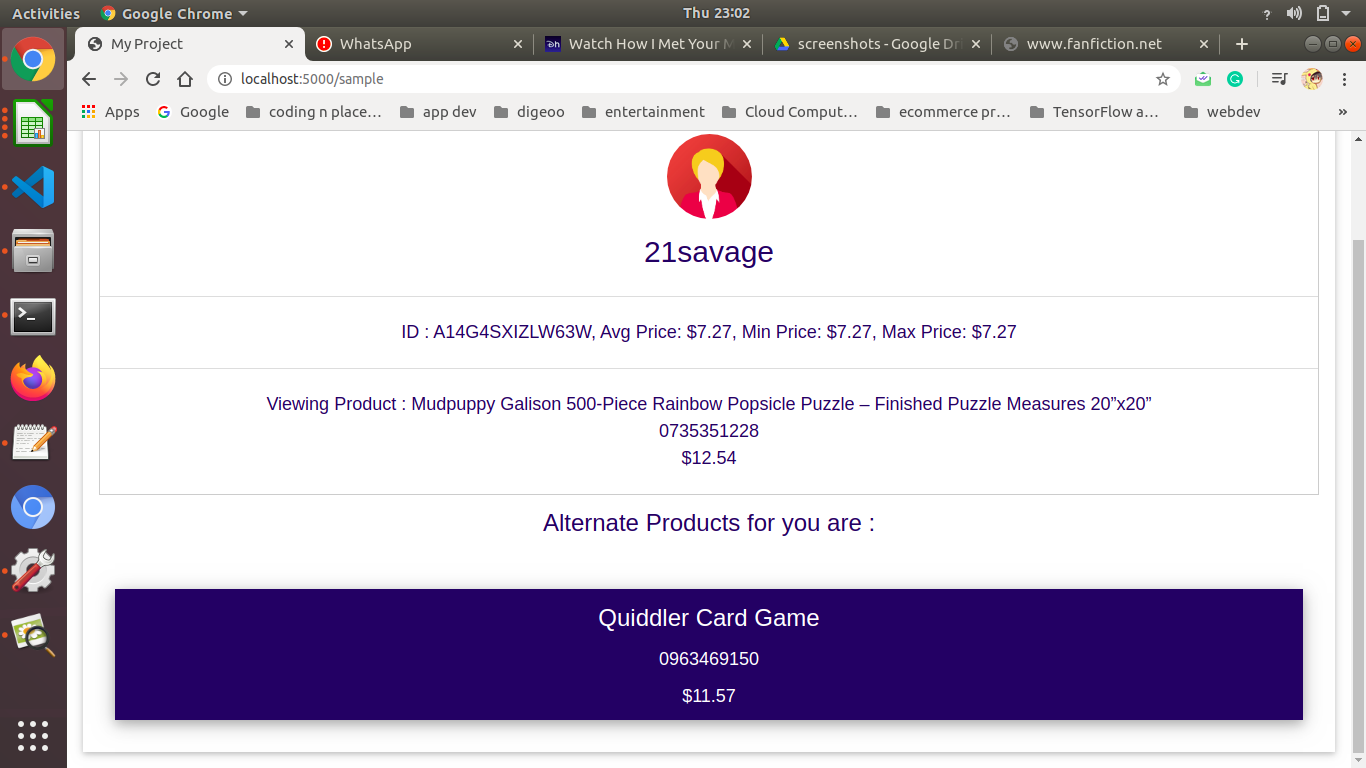 Activities
Google Chrome
Thu 23:02
?
My Project
WhatsApp
Watch How I Met Your M
screenshots - Google Dri
www.fanfiction.net
localhost:5000/sample
Apps
Google
coding n place…
app dev
digeoo
entertainment
Cloud Comput…
ecommerce pr…
TensorFlow a…
webdev
»
21savage
ID : A14G4SXIZLW63W, Avg Price: $7.27, Min Price: $7.27, Max Price: $7.27
Viewing Product : Mudpuppy Galison 500-Piece Rainbow Popsicle Puzzle – Finished Puzzle Measures 20”x20”
0735351228
$12.54
Alternate Products for you are :
Quiddler Card Game
0963469150
$11.57